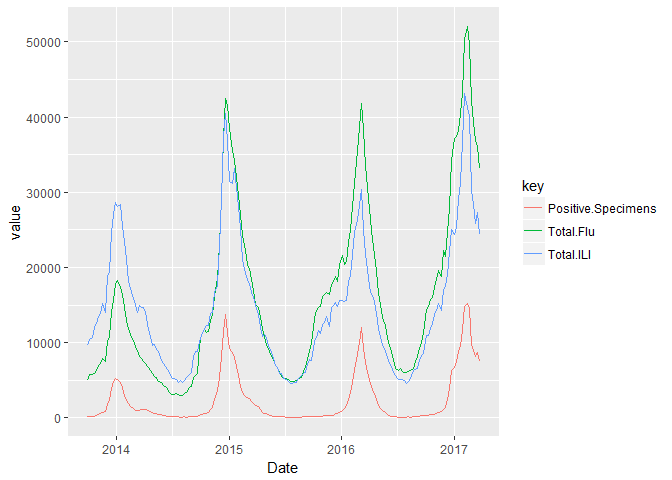 50000
40000
30000
20000
10000
0
value
2014
2015
2016
2017
Date
key
Positive.Specimens
Total.Flu
Total.ILI